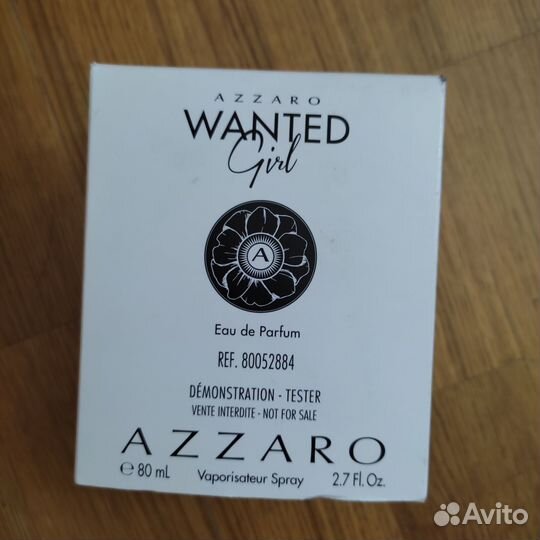 AZZARO
WANTED
Girl
A
Eau de Parfum
REF. 80052884
DÉMONSTRATION - TESTER
VENTE INTERDITE - NOT FOR SALE
AZZARO
℮ 80 mL Vaporisateur Spray 2.7 Fl. Oz.
Avito